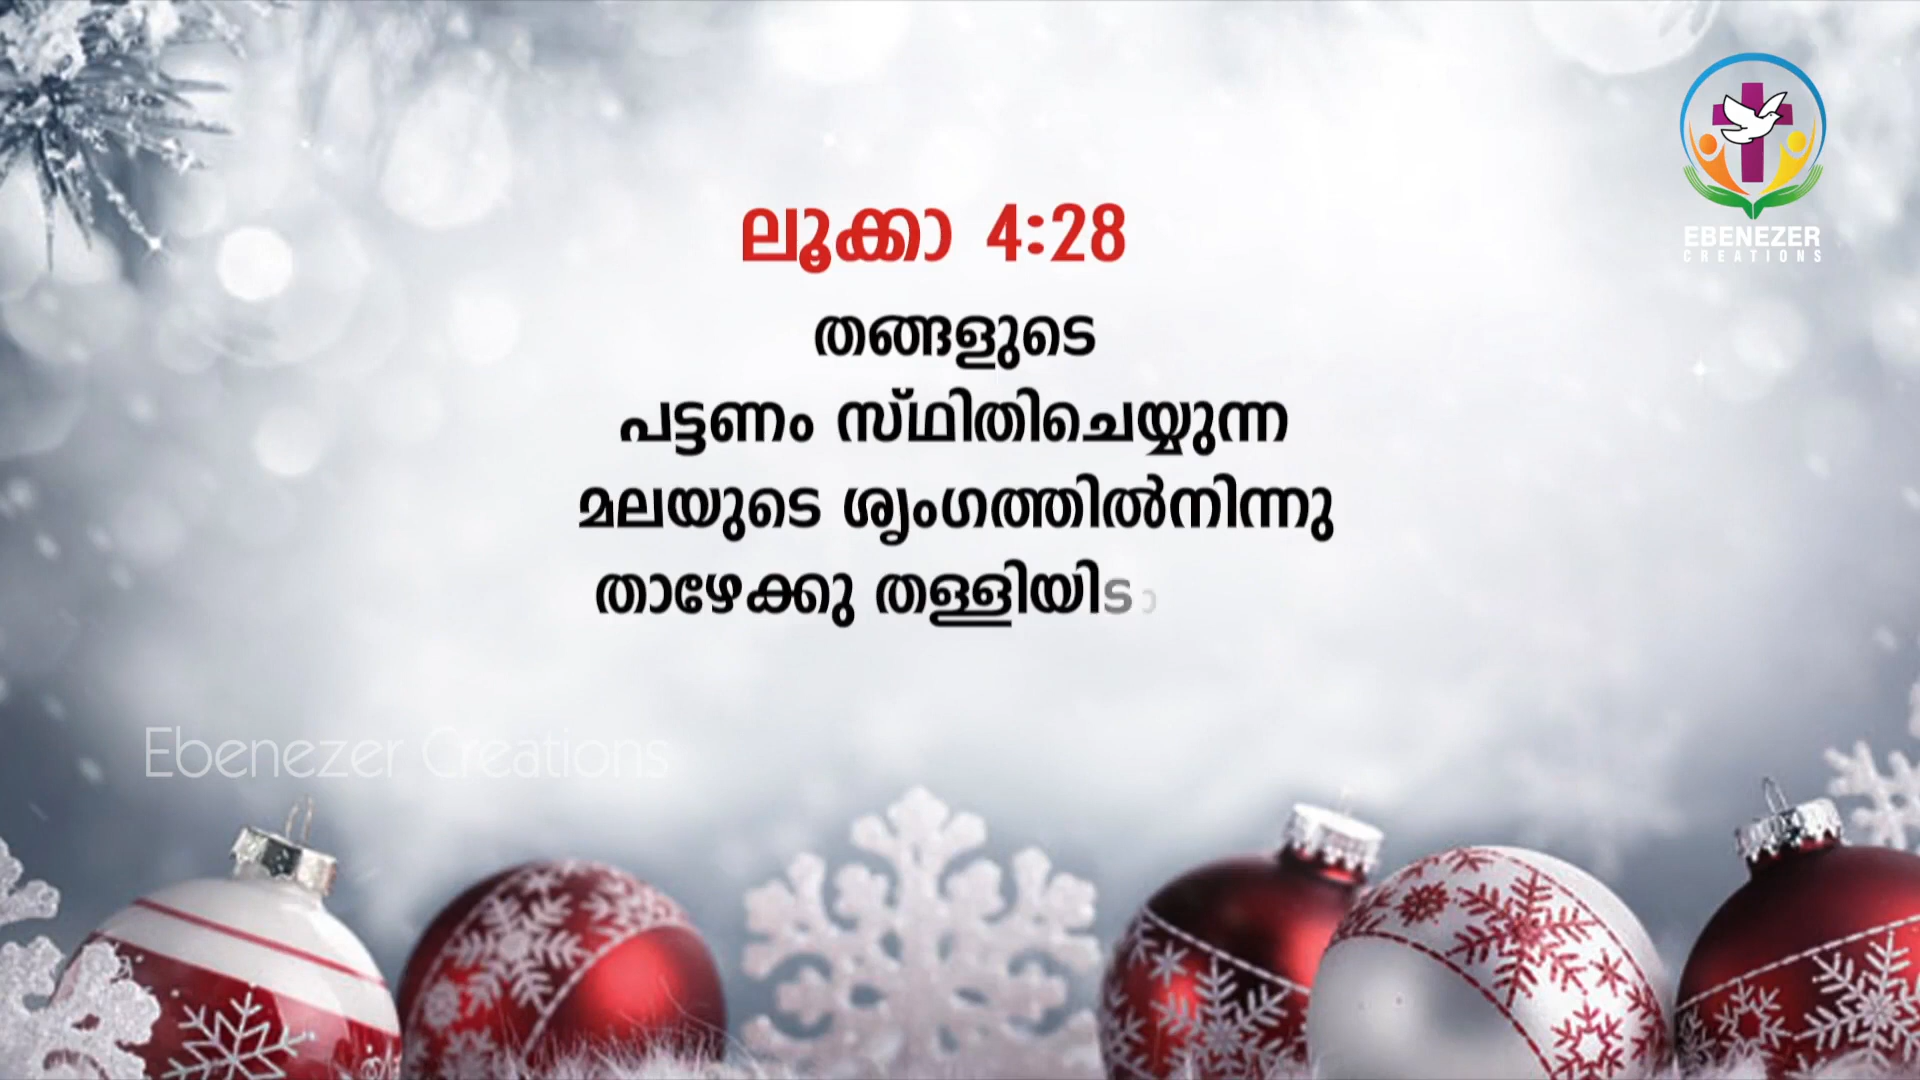 ലൂക്കാ 4:28
തങ്ങളുടെ
പട്ടണം സ്ഥിതിചെയ്യുന്ന
മലയുടെ ശൃംഗത്തിൽനിന്നു
താഴേക്കു തള്ളിയിടാ
EBENEZER
CREATIONS
Ebenezer Creations